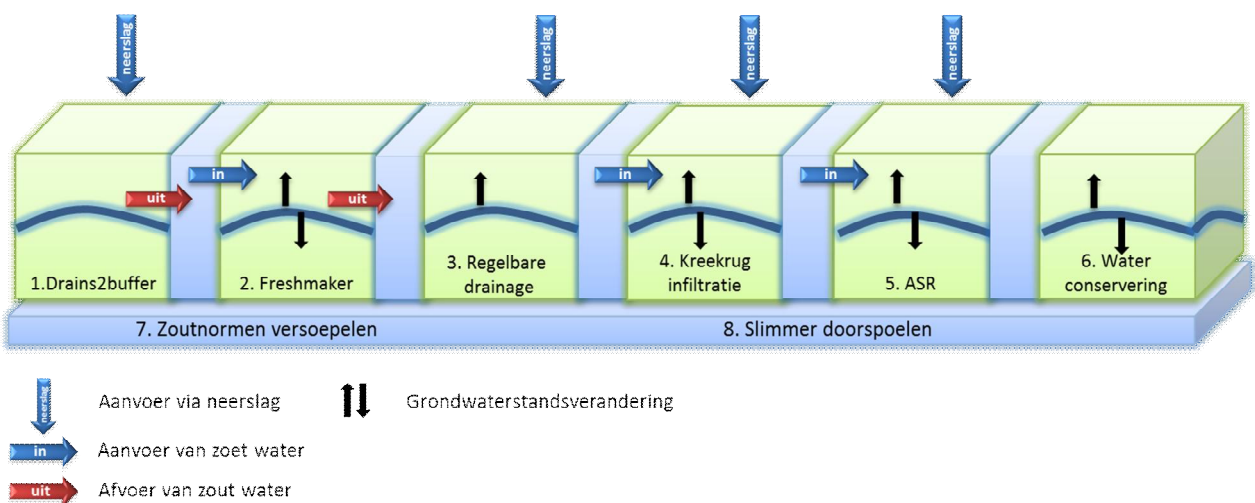 neerslag neerslag neerslag neerslag
uit in uit in in
1.Drains2buffer 2. Freshmaker 3. Regelbare drainage 4. Kreekrug infiltratie 5. ASR 6. Water conservering
7. Zoutnormen versoepelen 8. Slimmer doorspoelen
neerslag Aanvoer via neerslag Grondwaterstandsverandering
in Aanvoer van zoet water
uit Afvoer van zout water